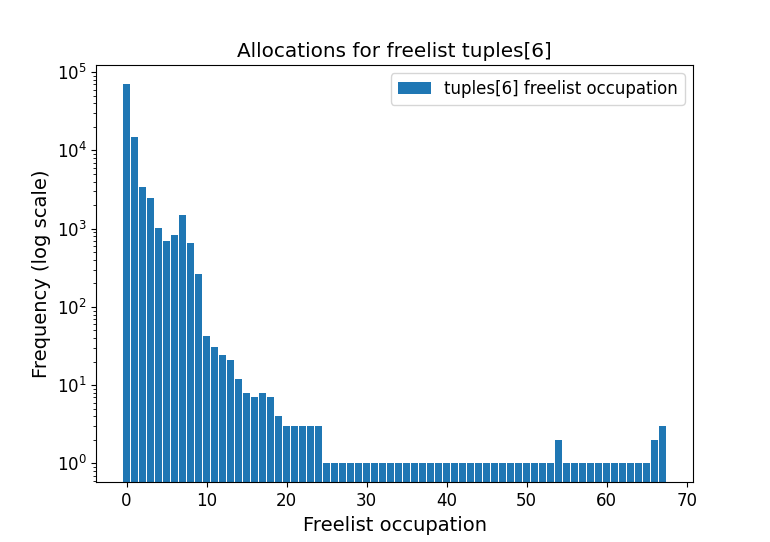 Allocations for freelist tuples[6]
tuples[6] freelist occupation
Frequency (log scale)
10^5
10^4
10^3
10^2
10^1
10^0
0 10 20 30 40 50 60 70
Freelist occupation